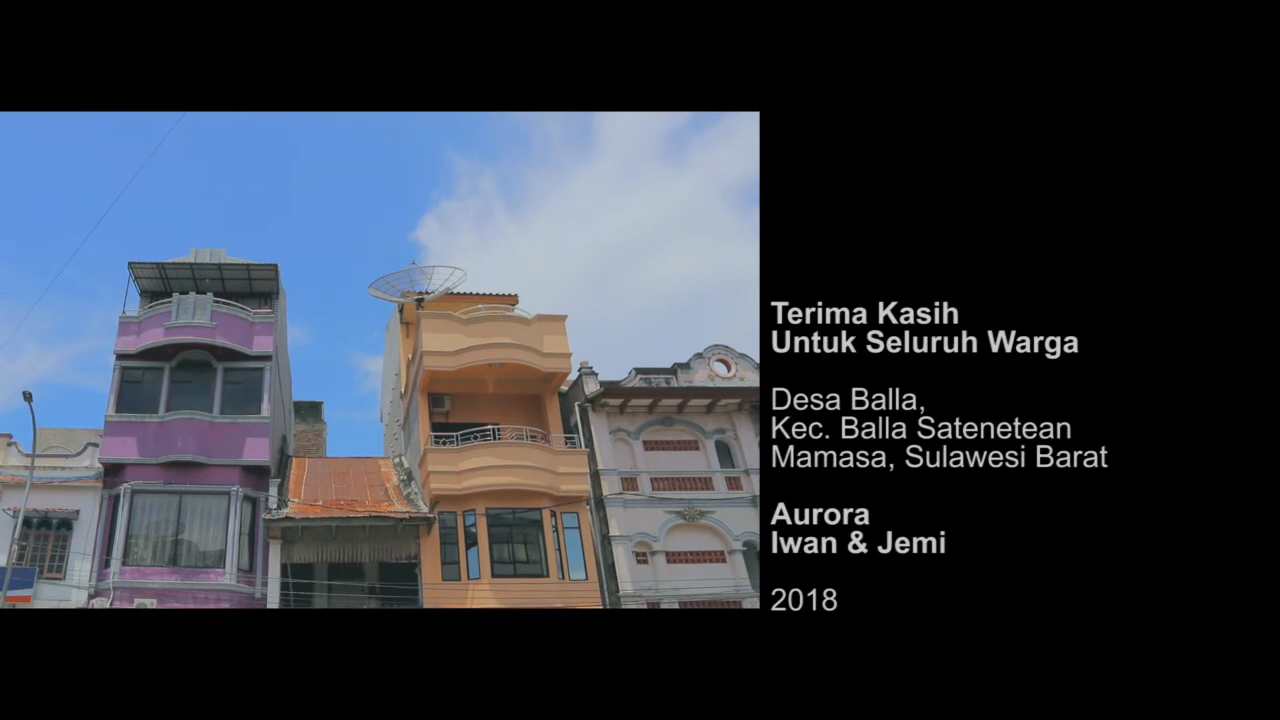 Terima Kasih
Untuk Seluruh Warga
Desa Balla,
Kec. Balla Satenetean
Mamasa, Sulawesi Barat
Aurora
Iwan & Jemi
2018